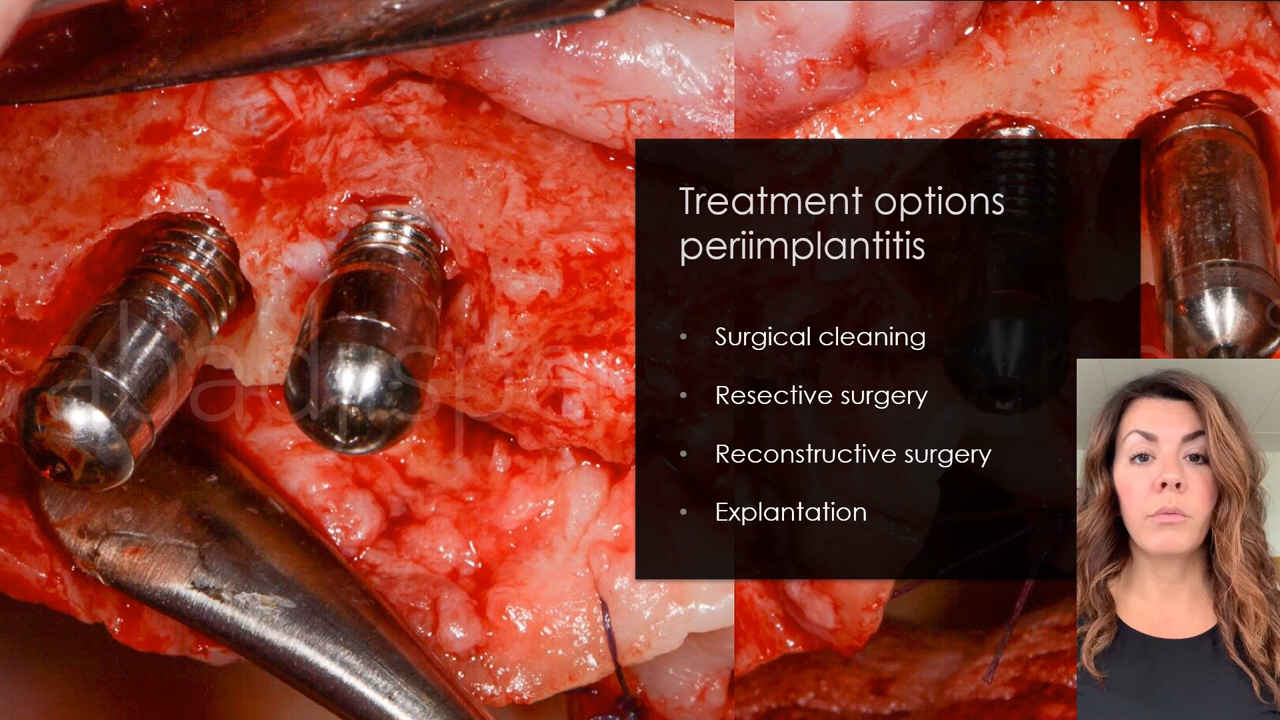 Treatment options
periimplantitis
• Surgical cleaning
• Resective surgery
• Reconstructive surgery
• Explantation